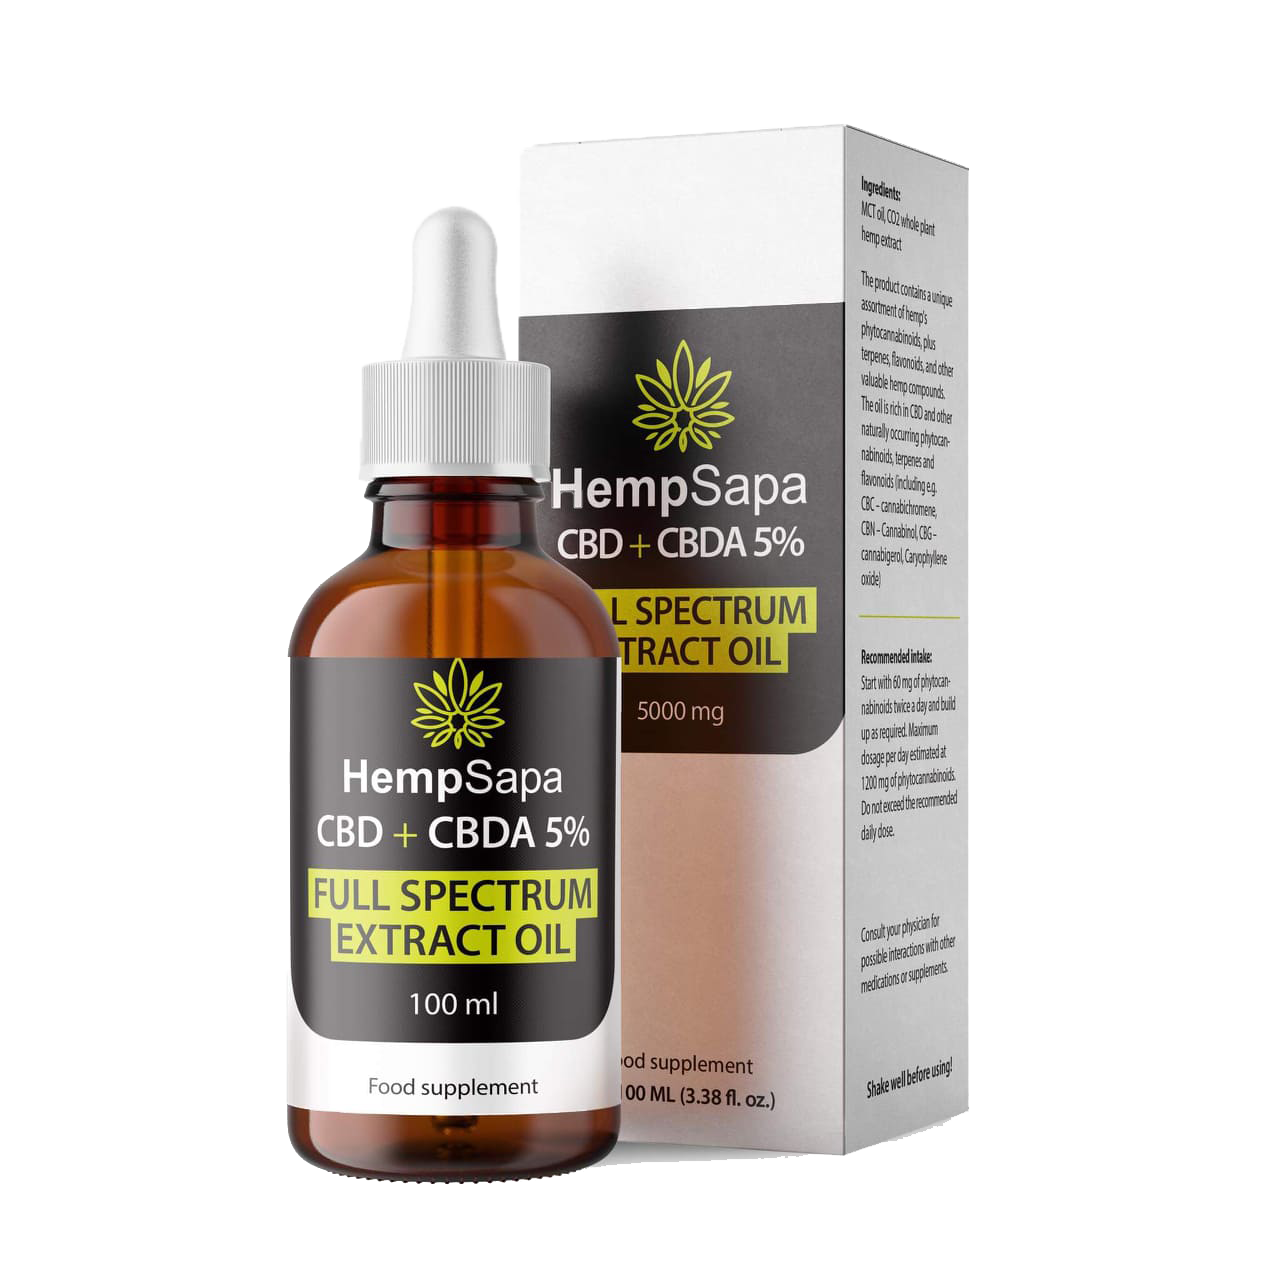 HempSapa
CBD + CBDA 5%
FULL SPECTRUM
EXTRACT OIL
100 ml
Food supplement
HempSapa
CBD + CBDA 5%
L SPECTRUM
TRACT OIL
5000 mg
od supplement
00 ML (3.38 fl. oz.)
Ingredients:
MCT oil, CO2 whole plant
hemp extract
The product contains a unique
assortment of hemp's
phytocannabinoids, plus
terpenes, flavonoids, and other
valuable hemp compounds.
The oil is rich in CBD and other
naturally occurring phytocan-
nabinoids, terpenes and
flavonoids (including e.g.
CBC – cannabichromene,
CBN – Cannabinol, CBG –
cannabigerol, Caryophyllene
oxide)
Recommended intake:
Start with 60 mg of phytocan-
nabinoids twice a day and build
up as required. Maximum
dosage per day estimated at
1200 mg of phytocannabinoids.
Do not exceed the recommended
daily dose.
Consult your physician for
possible interactions with other
medications or supplements.
Shake well before using!